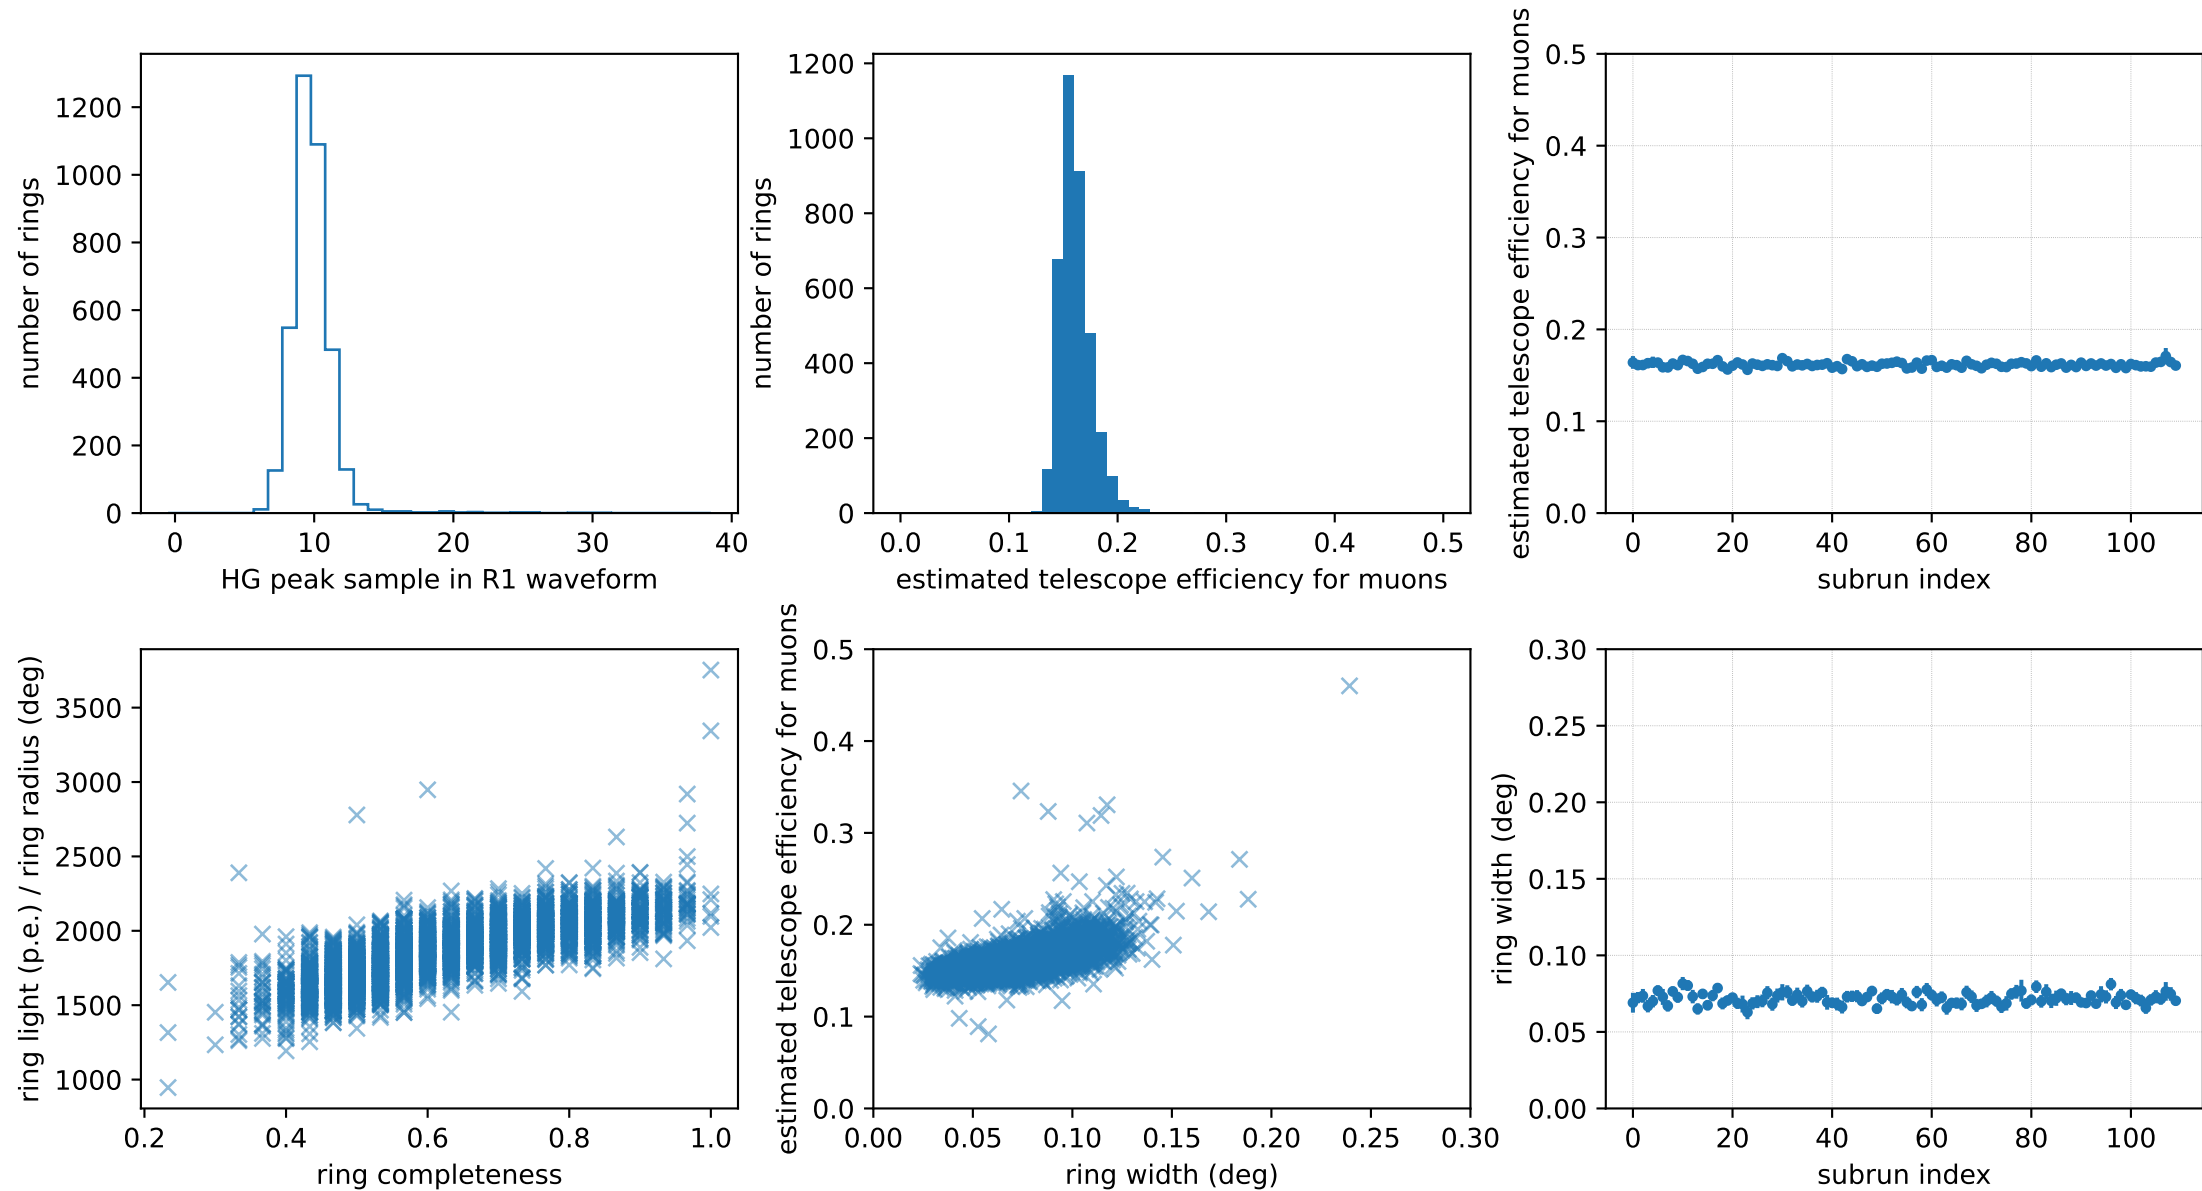 number of rings
1200
1000
800
600
400
200
0
0 10 20 30 40
HG peak sample in R1 waveform
number of rings
1200
1000
800
600
400
200
0
0.0 0.1 0.2 0.3 0.4 0.5
estimated telescope efficiency for muons
estimated telescope efficiency for muons
0.5
0.4
0.3
0.2
0.1
0.0
0 20 40 60 80 100
subrun index
ring light (p.e.) / ring radius (deg)
3500
3000
2500
2000
1500
1000
0.2 0.4 0.6 0.8 1.0
ring completeness
estimated telescope efficiency for muons
0.5
0.4
0.3
0.2
0.1
0.0
0.00 0.05 0.10 0.15 0.20 0.25 0.30
ring width (deg)
ring width (deg)
0.30
0.25
0.20
0.15
0.10
0.05
0.00
0 20 40 60 80 100
subrun index